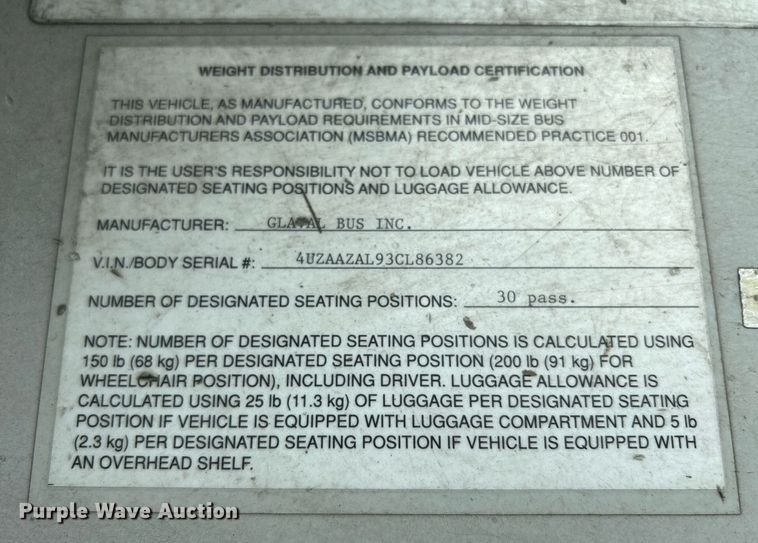 WEIGHT DISTRIBUTION AND PAYLOAD CERTIFICATION
THIS VEHICLE, AS MANUFACTURED, CONFORMS TO THE WEIGHT
DISTRIBUTION AND PAYLOAD REQUIREMENTS IN MID-SIZE BUS
MANUFACTURERS ASSOCIATION (MSBMA) RECOMMENDED PRACTICE 001.
IT IS THE USER'S RESPONSIBILITY NOT TO LOAD VEHICLE ABOVE NUMBER OF
DESIGNATED SEATING POSITIONS AND LUGGAGE ALLOWANCE.
MANUFACTURER: GLAVAL BUS INC.
V.I.N./BODY SERIAL #: 4UZAAZAL93CL86382
NUMBER OF DESIGNATED SEATING POSITIONS: 30 pass.
NOTE: NUMBER OF DESIGNATED SEATING POSITIONS IS CALCULATED USING
150 lb (68 kg) PER DESIGNATED SEATING POSITION (200 lb (91 kg) FOR
WHEELCHAIR POSITION), INCLUDING DRIVER. LUGGAGE ALLOWANCE IS
CALCULATED USING 25 lb (11.3 kg) OF LUGGAGE PER DESIGNATED SEATING
POSITION IF VEHICLE IS EQUIPPED WITH LUGGAGE COMPARTMENT AND 5 lb
(2.3 kg) PER DESIGNATED SEATING POSITION IF VEHICLE IS EQUIPPED WITH
AN OVERHEAD SHELF.
Purple Wave Auction